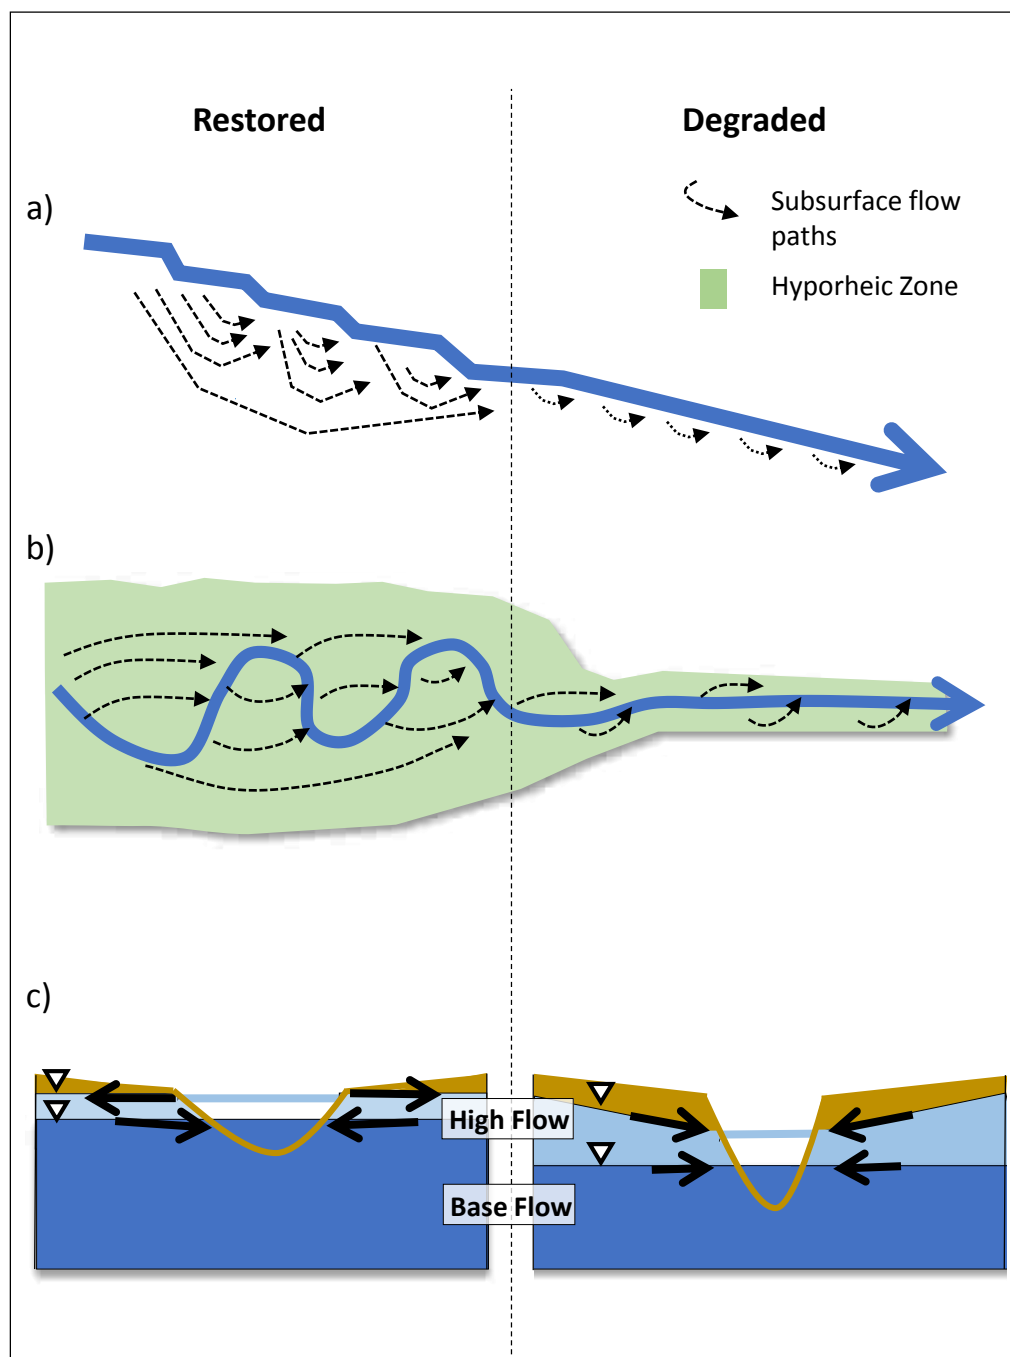 Restored
Degraded
a)
Subsurface flow
paths
Hyporheic Zone
b)
c)
High Flow
Base Flow